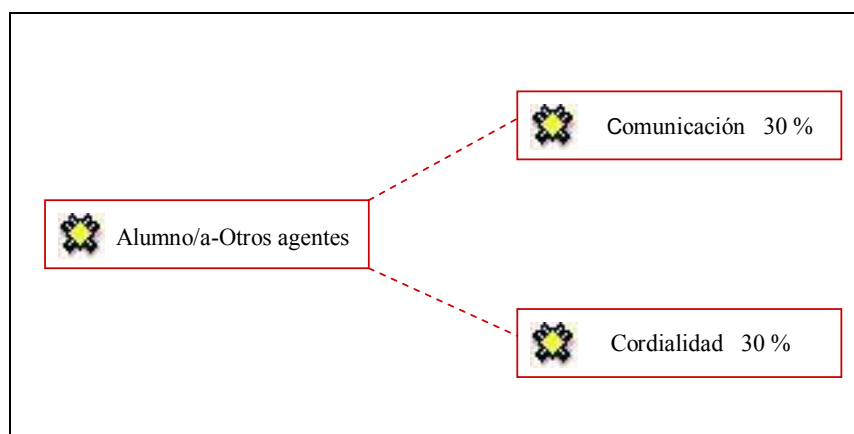 Comunicación 30 %
Alumno/a-Otros agentes
Cordialidad 30 %